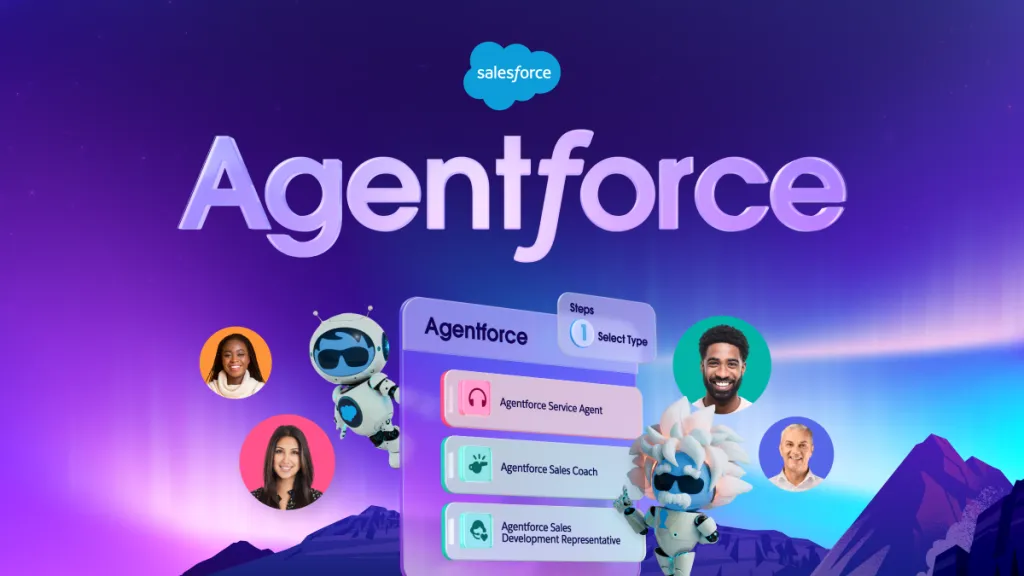 salesforce
Agentforce
Steps
1 Select Type
Agentforce
Agentforce Service Agent
Agentforce Sales Coach
Agentforce Sales
Development Representative